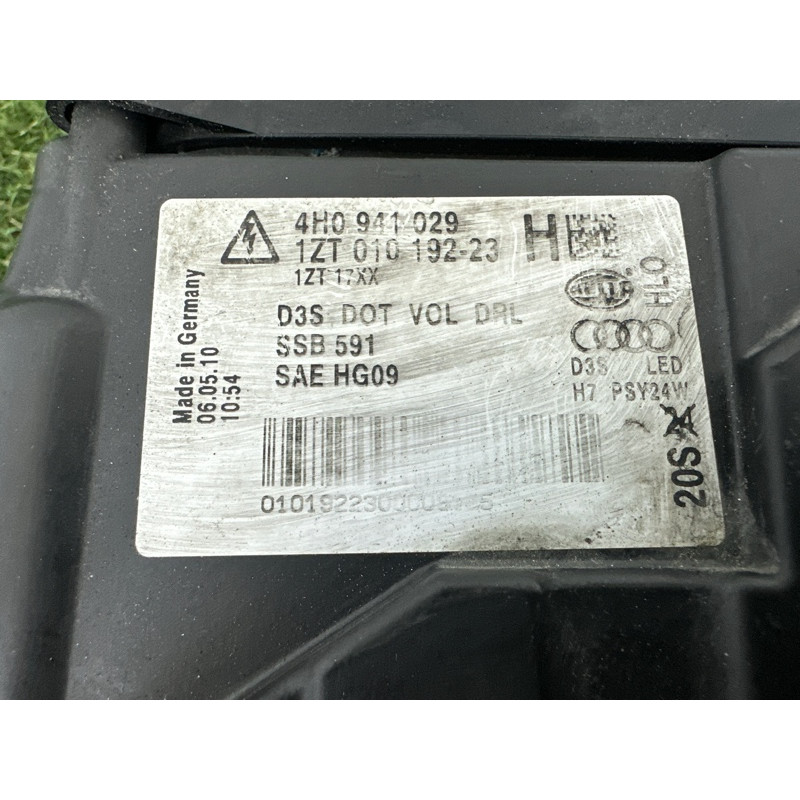 4H0 941 029
1ZT 010 192-23
1ZT 17XX
H
HELLA
HLO
D3S DOT VOL DRL
SSB 591
SAE HG09
D3S LED
H7 PSY24W
Made in Germany
06.05.10
10:54
20S